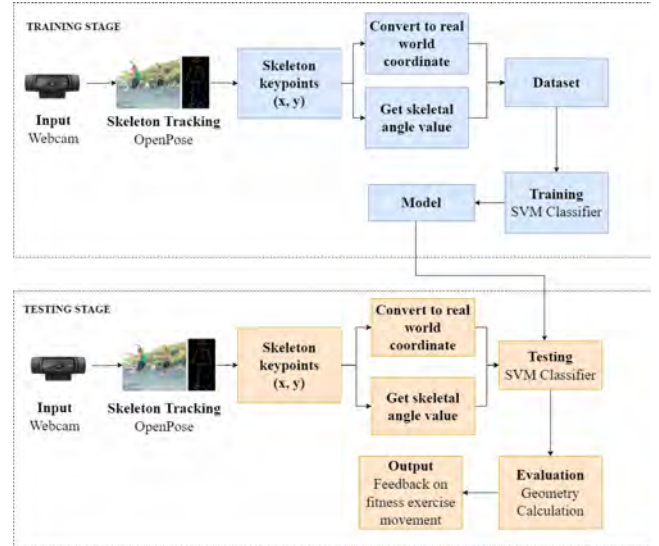 TRAINING STAGE
Input
Webcam
Skeleton Tracking
OpenPose
Skeleton
keypoints
(x, y)
Convert to real
world
coordinate
Get skeletal
angle value
Dataset
Training
SVM Classifier
Model
TESTING STAGE
Input
Webcam
Skeleton Tracking
OpenPose
Skeleton
keypoints
(x, y)
Convert to real
world
coordinate
Get skeletal
angle value
Testing
SVM Classifier
Evaluation
Geometry
Calculation
Output
Feedback on
fitness exercise
movement